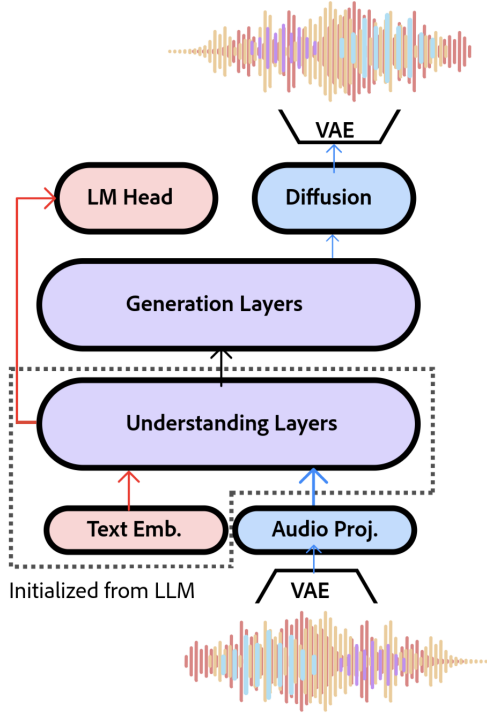 VAE
LM Head
Diffusion
Generation Layers
Understanding Layers
Text Emb.
Audio Proj.
Initialized from LLM
VAE